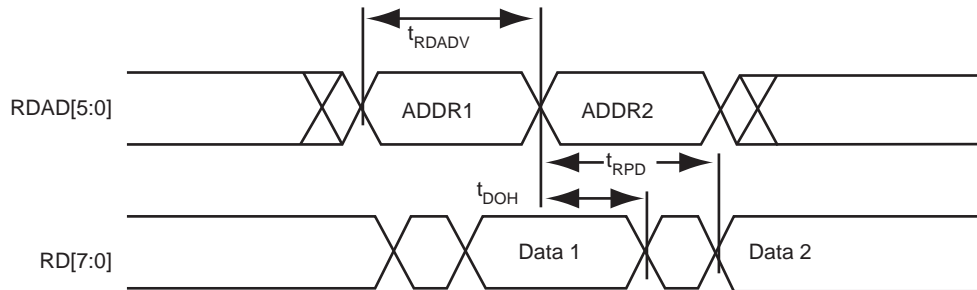 tRDADV
RDAD[5:0]
ADDR1
ADDR2
tRPD
tDOH
RD[7:0]
Data 1
Data 2